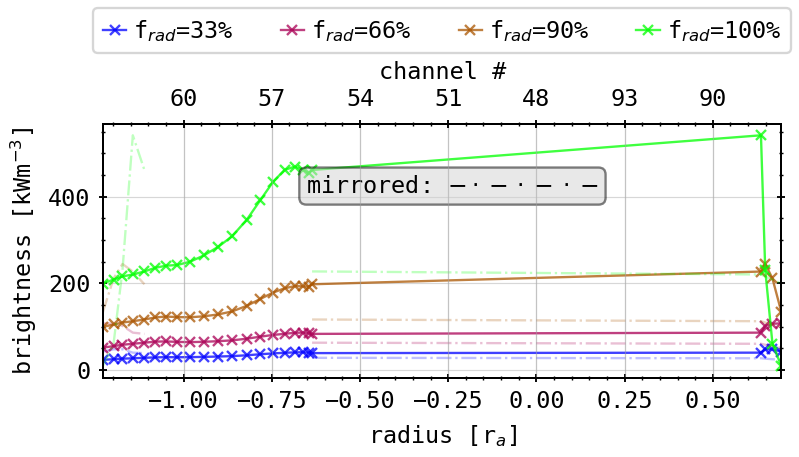 f_rad=33% f_rad=66% f_rad=90% f_rad=100%
channel #
60 57 54 51 48 93 90
brightness [kWm⁻³]
400
200
0
mirrored:
−1.00 −0.75 −0.50 −0.25 0.00 0.25 0.50
radius [r_a]